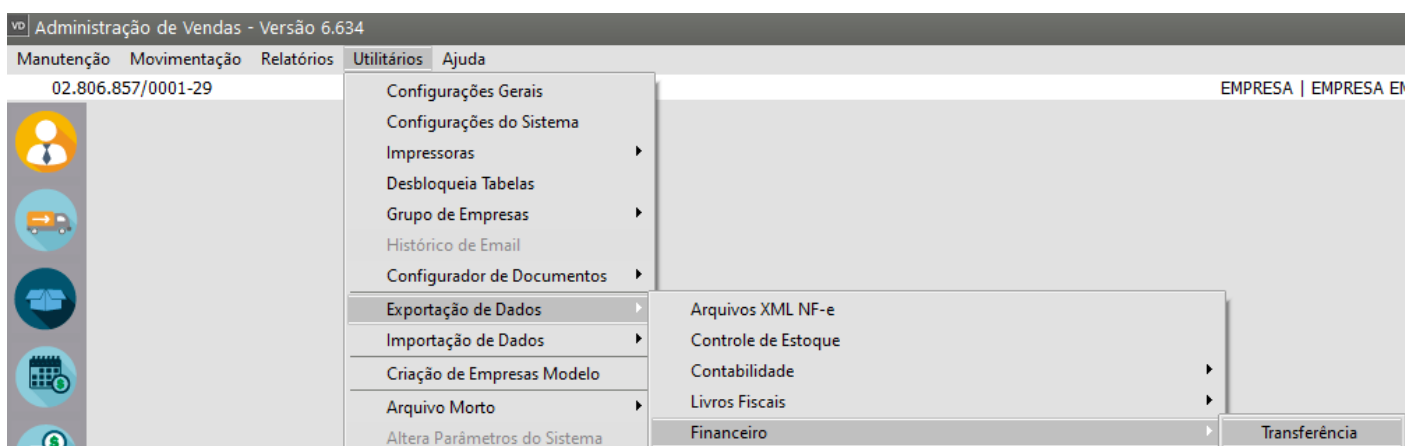 VD Administração de Vendas - Versão 6.634
Manutenção Movimentação Relatórios Utilitários Ajuda
02.806.857/0001-29 EMPRESA | EMPRESA
Configurações Gerais
Configurações do Sistema
Impressoras
Desbloqueia Tabelas
Grupo de Empresas
Histórico de Email
Configurador de Documentos
Exportação de Dados
Importação de Dados
Criação de Empresas Modelo
Arquivo Morto
Altera Parâmetros do Sistema
Arquivos XML NF-e
Controle de Estoque
Contabilidade
Livros Fiscais
Financeiro
Transferência